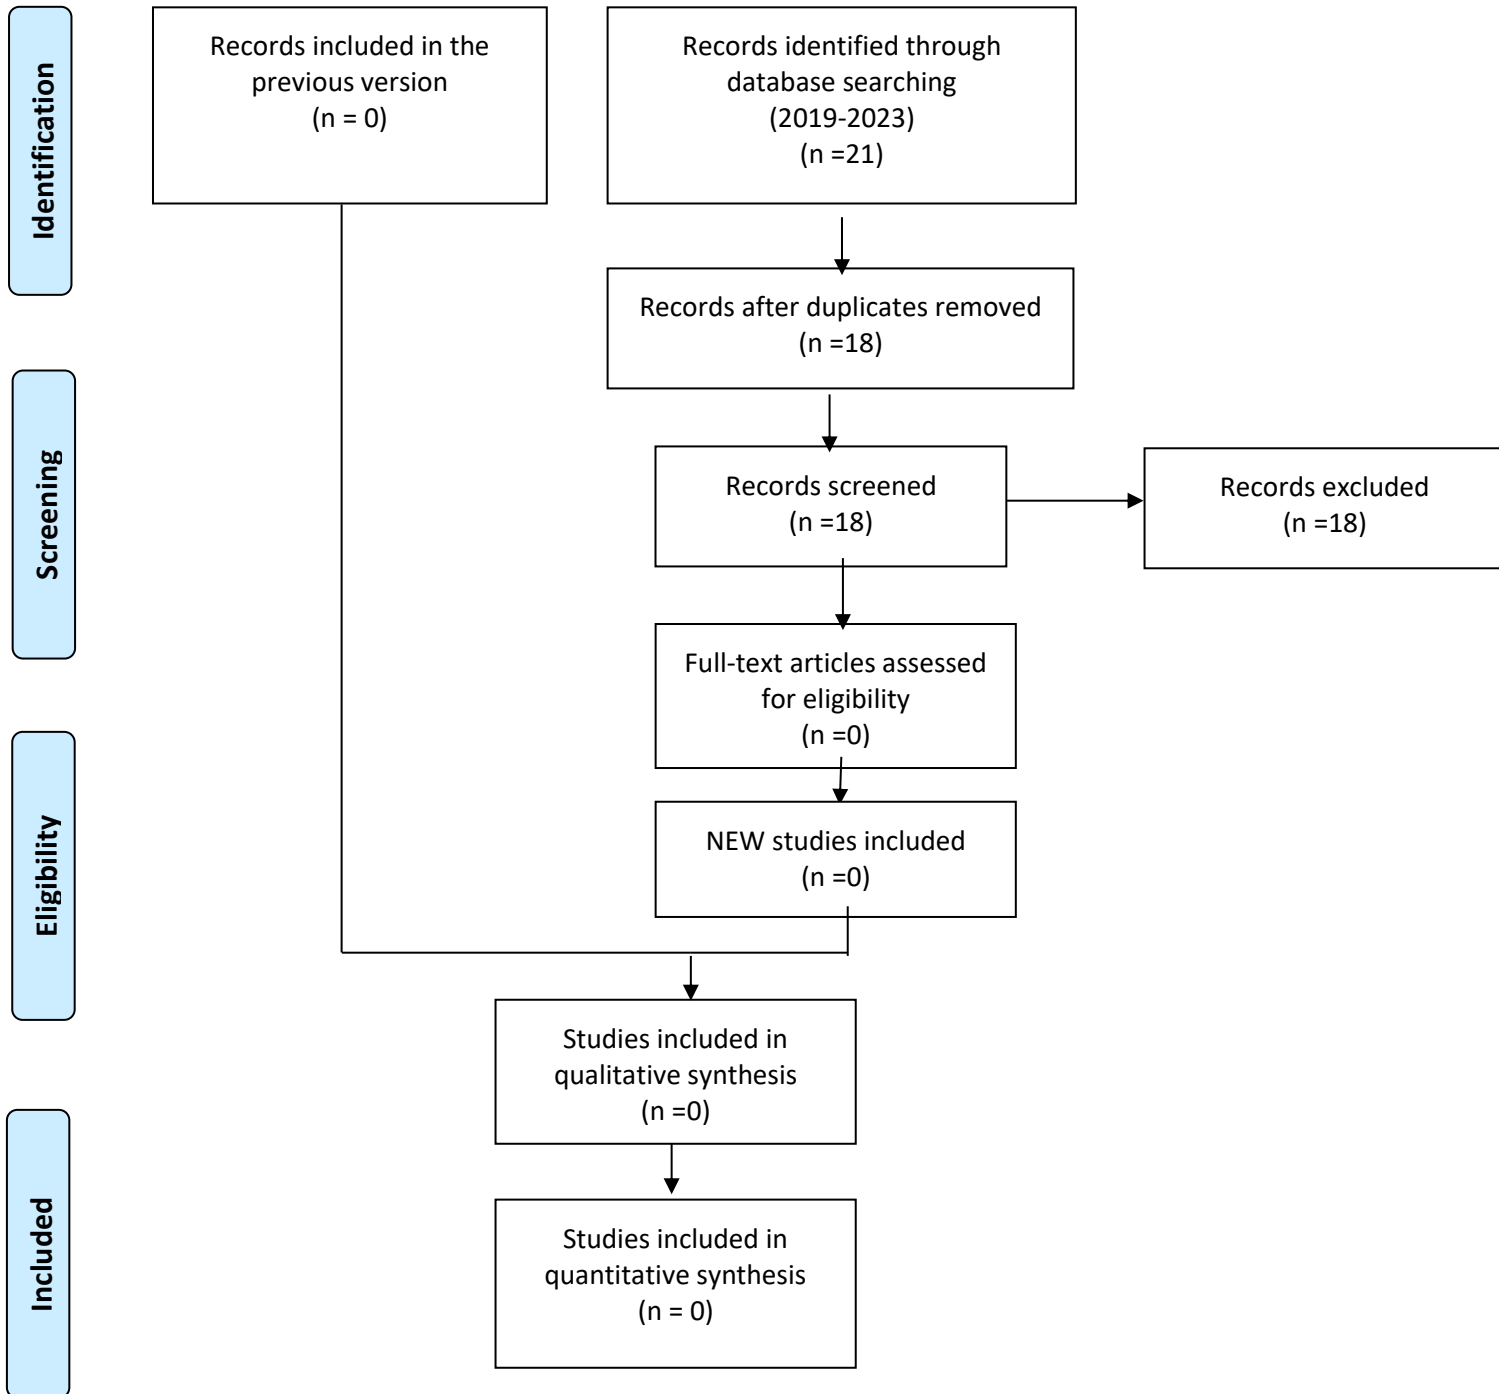 Identification
Records included in the
previous version
(n = 0)
Records identified through
database searching
(2019-2023)
(n =21)
Records after duplicates removed
(n =18)
Screening
Records screened
(n =18)
Records excluded
(n =18)
Full-text articles assessed
for eligibility
(n =0)
Eligibility
NEW studies included
(n =0)
Studies included in
qualitative synthesis
(n =0)
Included
Studies included in
quantitative synthesis
(n = 0)